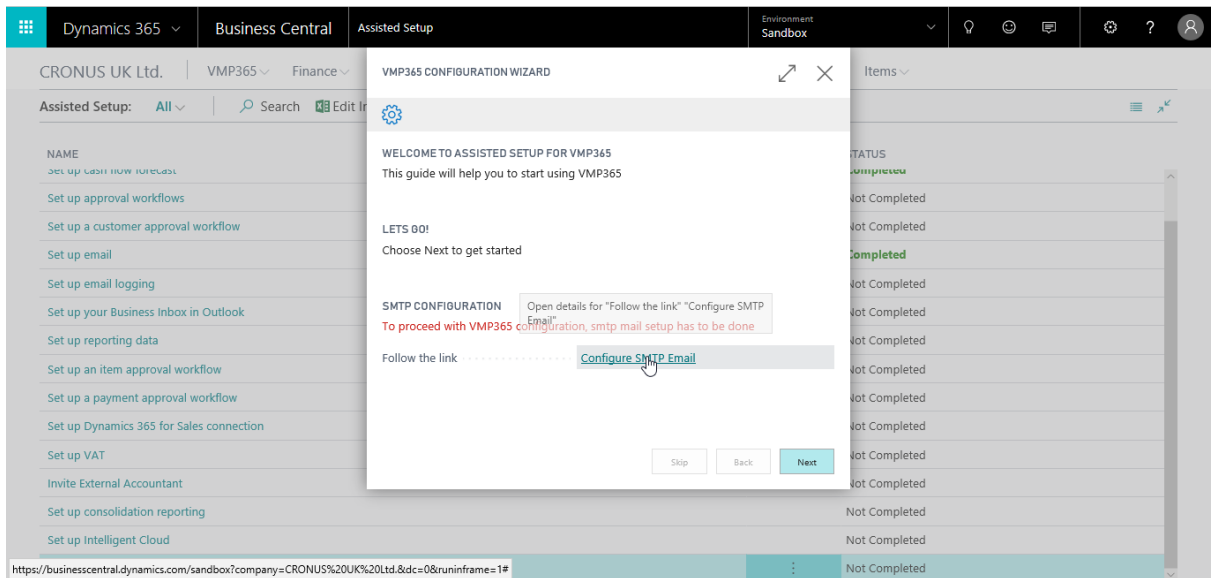 Dynamics 365
Business Central
Assisted Setup
Environment
Sandbox
?
CRONUS UK Ltd.
VMP365
Finance
Items
Assisted Setup: All
Search
Edit
NAME
STATUS
Set up cash flow forecast
Completed
Set up approval workflows
Not Completed
Set up a customer approval workflow
Not Completed
Set up email
Completed
Set up email logging
Not Completed
Set up your Business Inbox in Outlook
Not Completed
Set up reporting data
Not Completed
Set up an item approval workflow
Not Completed
Set up a payment approval workflow
Not Completed
Set up Dynamics 365 for Sales connection
Not Completed
Set up VAT
Not Completed
Invite External Accountant
Not Completed
Set up consolidation reporting
Not Completed
Set up Intelligent Cloud
Not Completed
Not Completed
VMP365 CONFIGURATION WIZARD
WELCOME TO ASSISTED SETUP FOR VMP365
This guide will help you to start using VMP365
LETS GO!
Choose Next to get started
SMTP CONFIGURATION
Open details for "Follow the link" "Configure SMTP
Email"
To proceed with VMP365 configuration, smtp mail setup has to be done
Follow the link
Configure SMTP Email
Skip
Back
Next
https://businesscentral.dynamics.com/sandbox?company=CRONUS%20UK%20Ltd.&dc=0&runinframe=1#